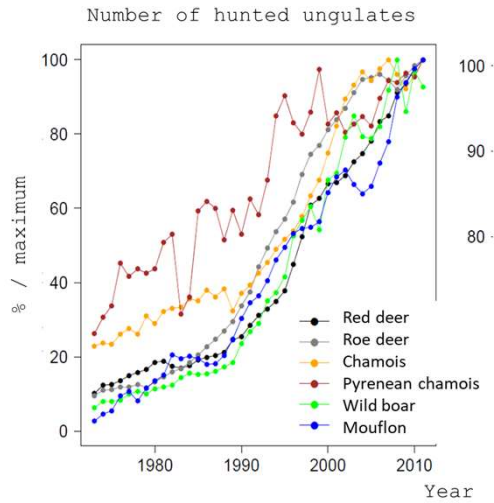 Number of hunted ungulates
% / maximum
100
80
60
40
20
0
100
90
80
Red deer
Roe deer
Chamois
Pyrenean chamois
Wild boar
Mouflon
1980
1990
2000
2010
Year